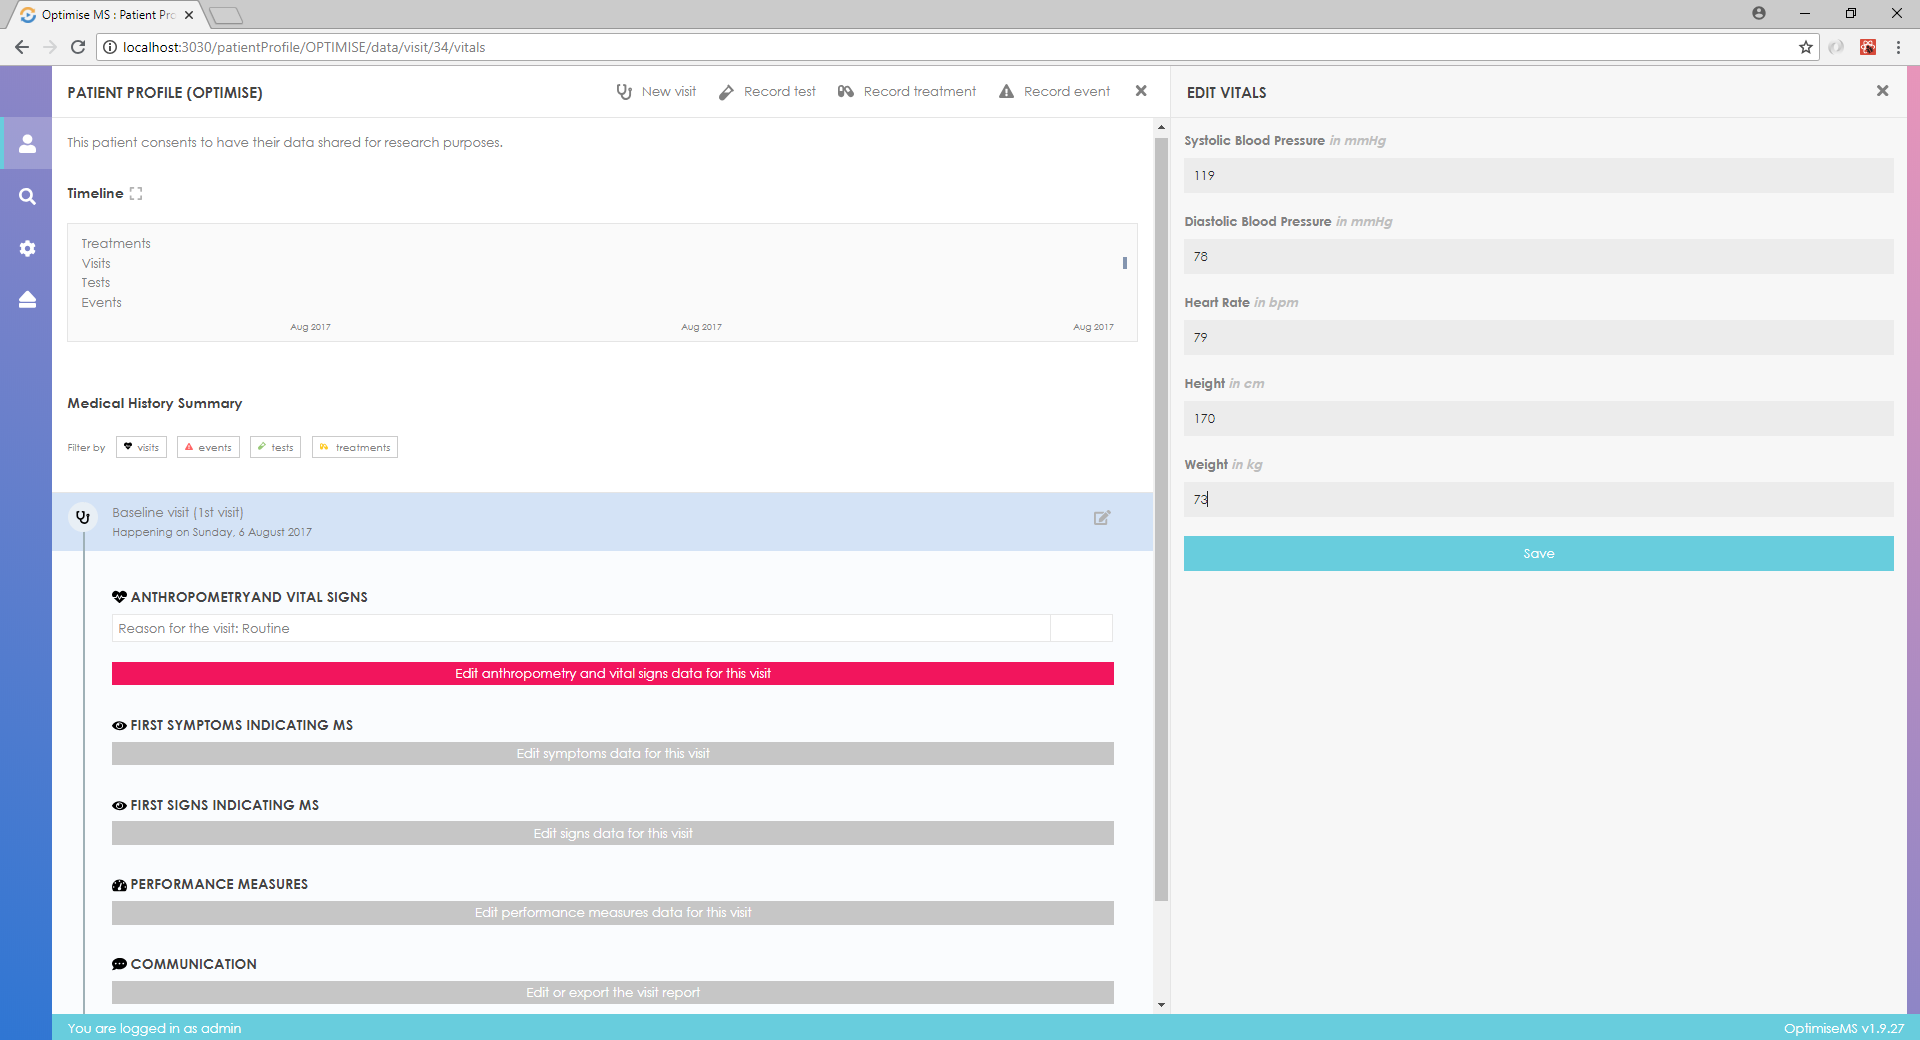 Optimise MS : Patient Pro
localhost:3030/patientProfile/OPTIMISE/data/visit/34/vitals
PATIENT PROFILE (OPTIMISE)
New visit
Record test
Record treatment
Record event
This patient consents to have their data shared for research purposes.
Timeline
Treatments
Visits
Tests
Events
Aug 2017
Aug 2017
Aug 2017
Medical History Summary
Filter by
visits
events
tests
treatments
Baseline visit (1st visit)
Happening on Sunday, 6 August 2017
ANTHROPOMETRYAND VITAL SIGNS
Reason for the visit: Routine
Edit anthropometry and vital signs data for this visit
FIRST SYMPTOMS INDICATING MS
Edit symptoms data for this visit
FIRST SIGNS INDICATING MS
Edit signs data for this visit
PERFORMANCE MEASURES
Edit performance measures data for this visit
COMMUNICATION
Edit or export the visit report
EDIT VITALS
Systolic Blood Pressure in mmHg
119
Diastolic Blood Pressure in mmHg
78
Heart Rate in bpm
79
Height in cm
170
Weight in kg
73
Save
You are logged in as admin
OptimiseMS v1.9.27